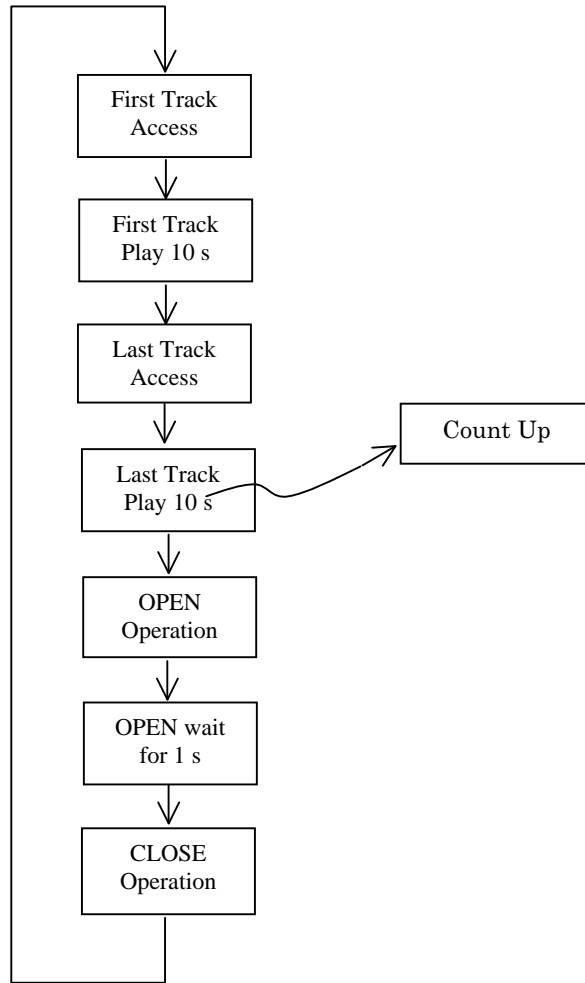 First Track
Access
First Track
Play 10 s
Last Track
Access
Last Track
Play 10 s
Count Up
OPEN
Operation
OPEN wait
for 1 s
CLOSE
Operation